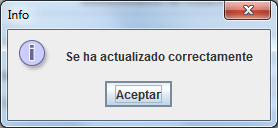 Info
Se ha actualizado correctamente
Aceptar